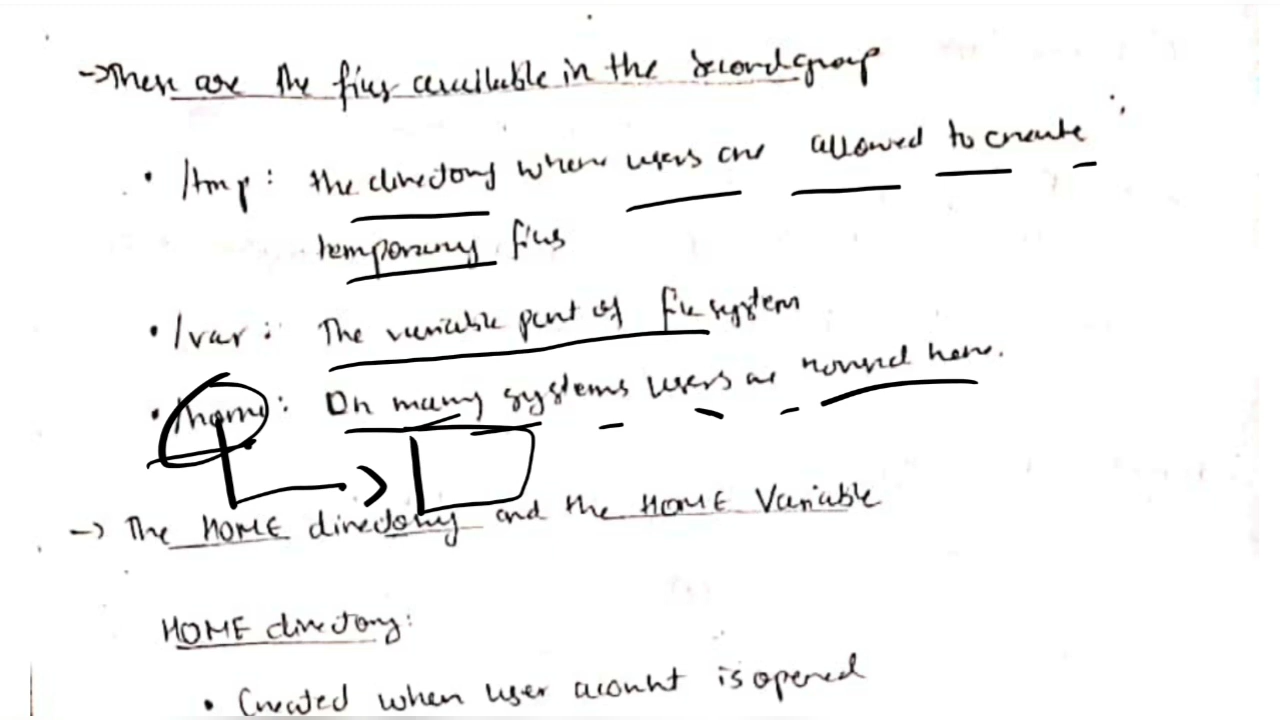 → These are the files available in the second group
• /tmp: the directory where users are allowed to create
temporary files
• /var: The variable part of file system
• /home: On many systems users are housed here.
→ The HOME directory and the HOME Variable
HOME directory:
• Created when user acount is opened